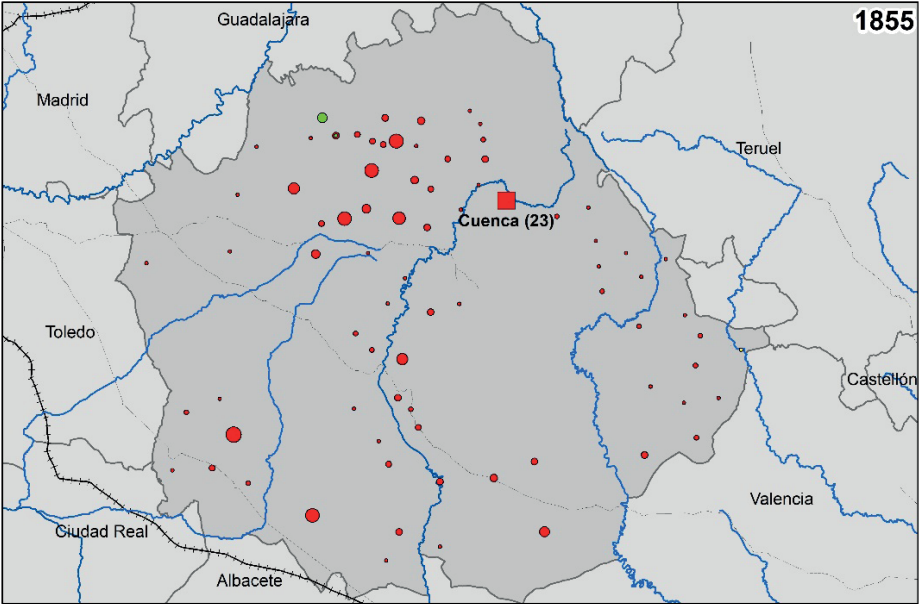 1855
Guadalajara
Madrid
Teruel
Cuenca (23)
Toledo
Castellón
Valencia
Ciudad Real
Albacete